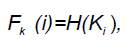 Fₖ (i)=H(Kᵢ),